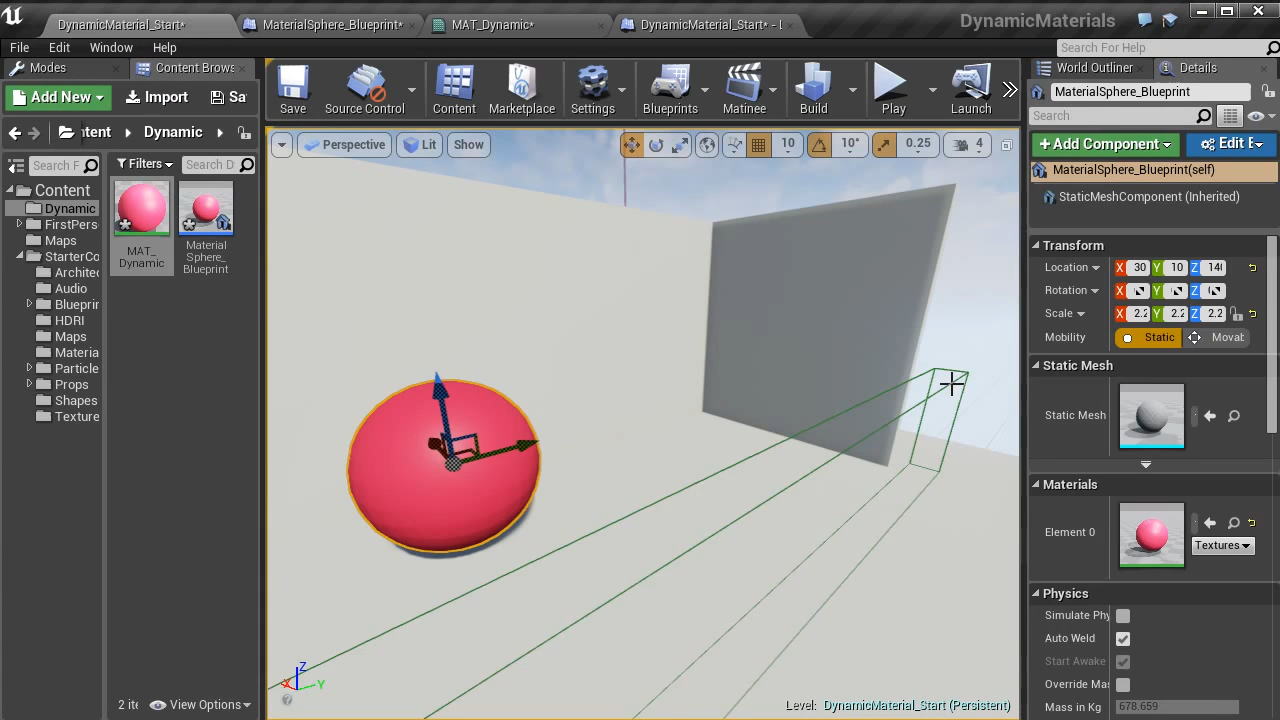 DynamicMaterial_Start*
MaterialSphere_Blueprint*
MAT_Dynamic*
DynamicMaterial_Start* - L
DynamicMaterials
File Edit Window Help
Search For Help
Modes
Content Brows
World Outliner
Details
Add New
Import
Sa
Save
Source Control
Content
Marketplace
Settings
Blueprints
Matinee
Build
Play
Launch
MaterialSphere_Blueprint
Search
Dynamic
Filters
Search D
Search F
Perspective
Lit
Show
10
10°
0.25
4
Add Component
Edit B
MaterialSphere_Blueprint(self)
StaticMeshComponent (Inherited)
Content
Dynamic
FirstPers
Maps
StarterCo
Architec
Audio
Blueprin
HDRI
Maps
Materia
Particle
Props
Shapes
Texture
MAT_
Dynamic
Material
Sphere_
Blueprint
Transform
Location X 30 Y 10 Z 140
Rotation X Y Z
Scale X 2.2 Y 2.2 Z 2.2
Mobility Static Movab
Static Mesh
Static Mesh
Materials
Element 0
Textures
Physics
Simulate Phy
Auto Weld
Start Awake
Override Mas
Mass in Kg 678.659
Z
X
Y
2 ite
View Options
Level: DynamicMaterial_Start (Persistent)